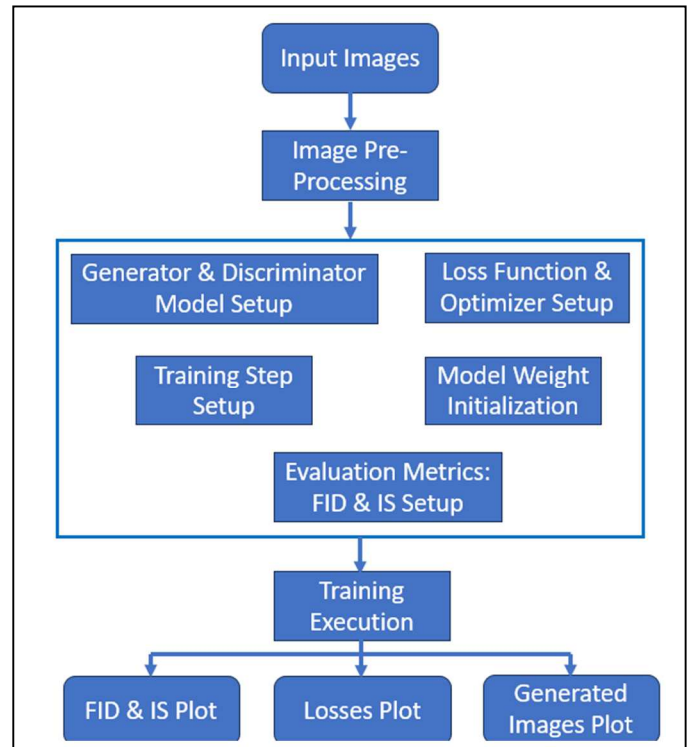 Input Images
Image Pre-
Processing
Generator & Discriminator
Model Setup
Loss Function &
Optimizer Setup
Training Step
Setup
Model Weight
Initialization
Evaluation Metrics:
FID & IS Setup
Training
Execution
FID & IS Plot
Losses Plot
Generated
Images Plot